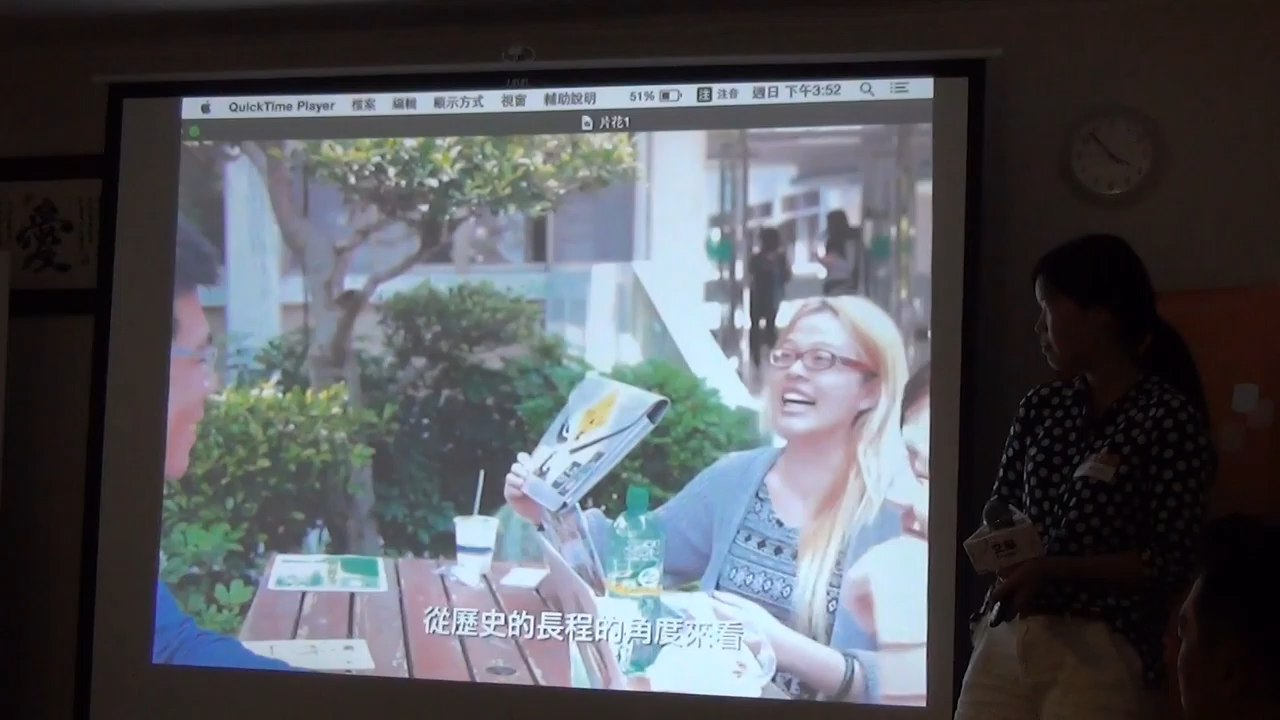 QuickTime Player 檔案 編輯 顯示方式 視窗 輔助說明 51% 注 注音 週日 下午3:52
片花1
愛
從歷史的長程的角度來看